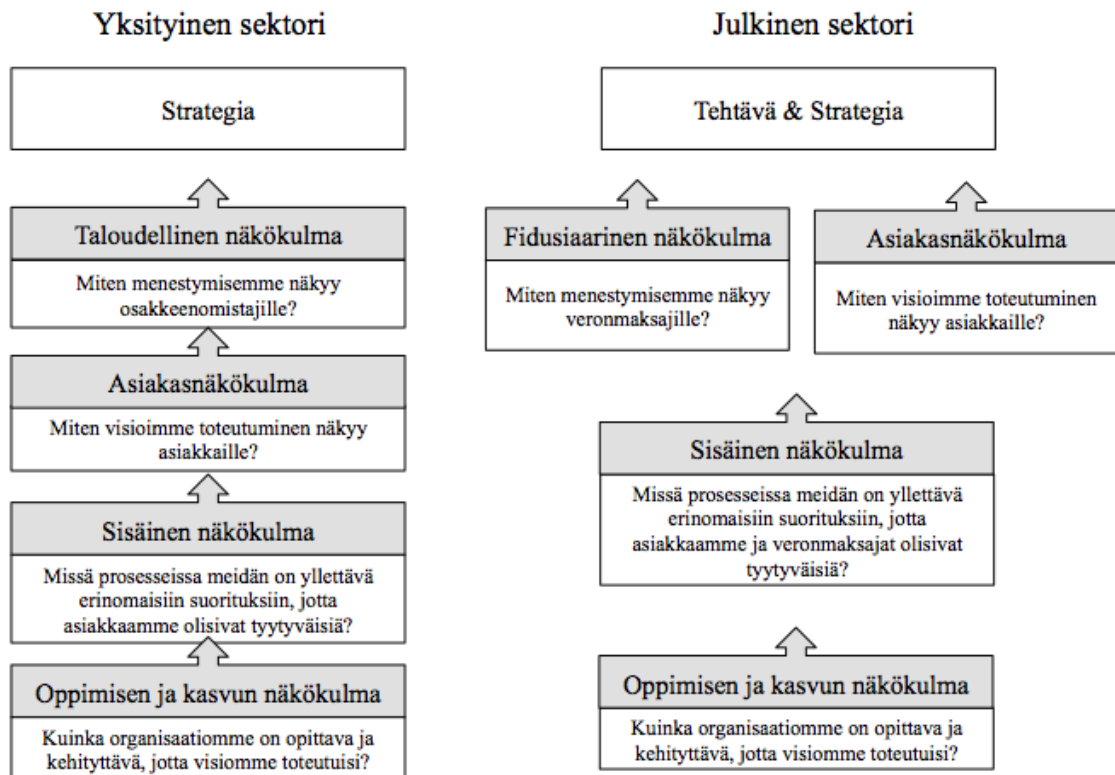 Yksityinen sektori
Strategia
Taloudellinen näkökulma
Miten menestymisemme näkyy
osakkeenomistajille?
Asiakasnäkökulma
Miten visioimme toteutuminen näkyy
asiakkaille?
Sisäinen näkökulma
Missä prosesseissa meidän on yllettävä
erinomaisiin suorituksiin, jotta
asiakkaamme olisivat tyytyväisiä?
Oppimisen ja kasvun näkökulma
Kuinka organisaatiomme on opittava ja
kehityttävä, jotta visiomme toteutuisi?
Julkinen sektori
Tehtävä & Strategia
Fidusiaarinen näkökulma
Miten menestymisemme näkyy
veronmaksajille?
Asiakasnäkökulma
Miten visioimme toteutuminen
näkyy asiakkaille?
Sisäinen näkökulma
Missä prosesseissa meidän on yllettävä
erinomaisiin suorituksiin, jotta
asiakkaamme ja veronmaksajat olisivat
tyytyväisiä?
Oppimisen ja kasvun näkökulma
Kuinka organisaatiomme on opittava ja
kehityttävä, jotta visiomme toteutuisi?